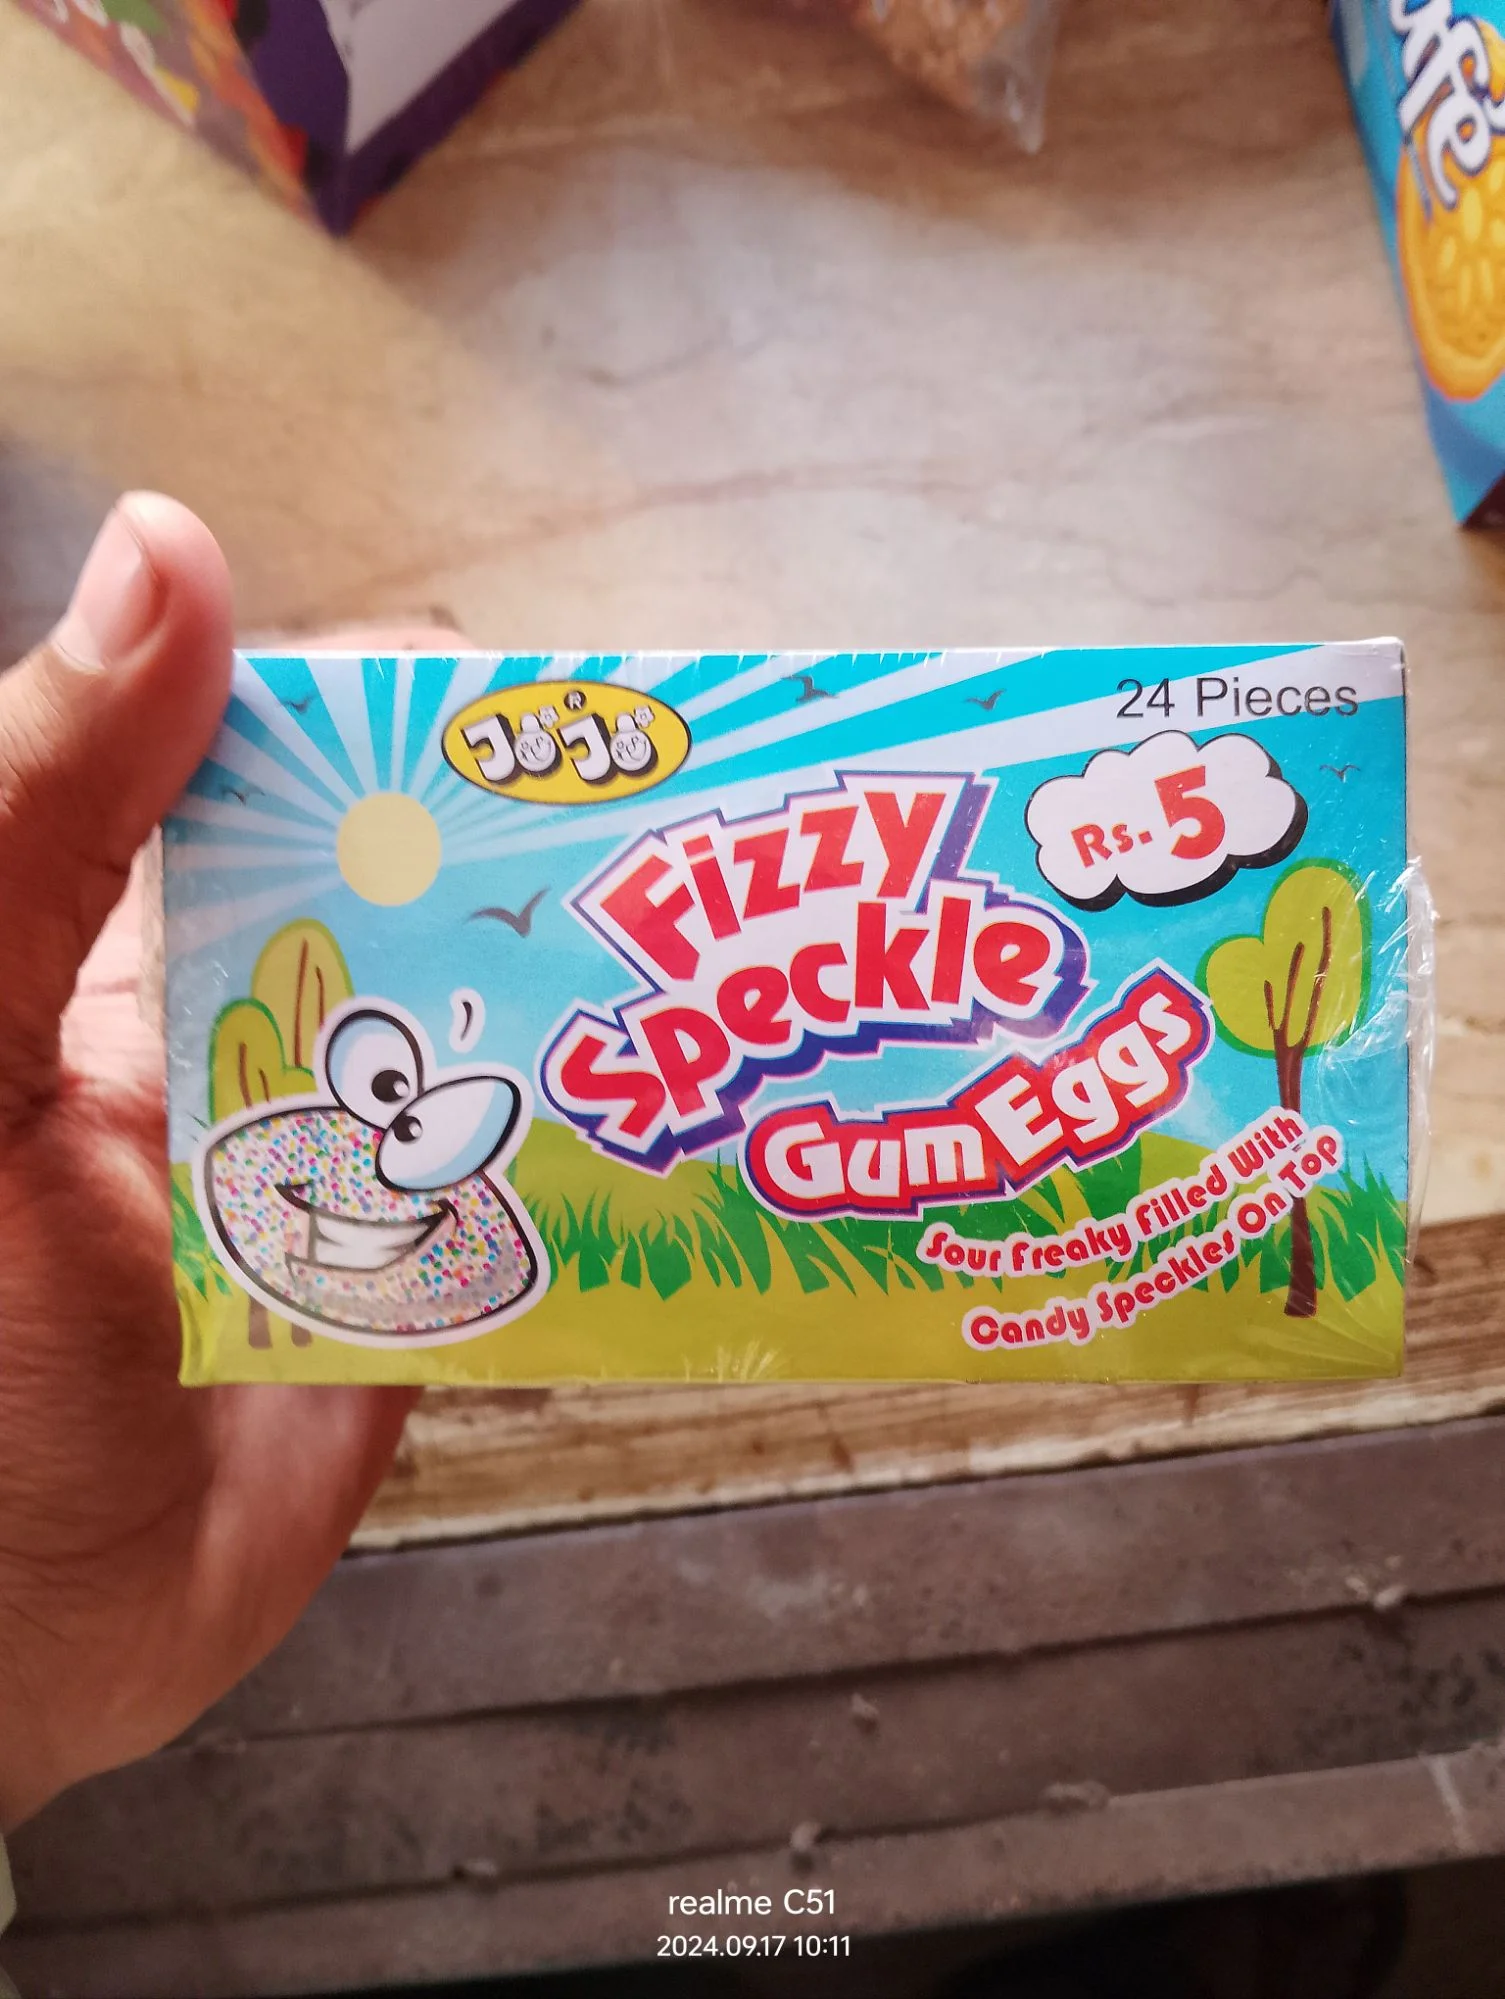 JoJo®
24 Pieces
Rs. 5
Fizzy
Speckle
Gum Eggs
Sour Freaky Filled With
Candy Speckles On Top
realme C51
2024.09.17 10:11